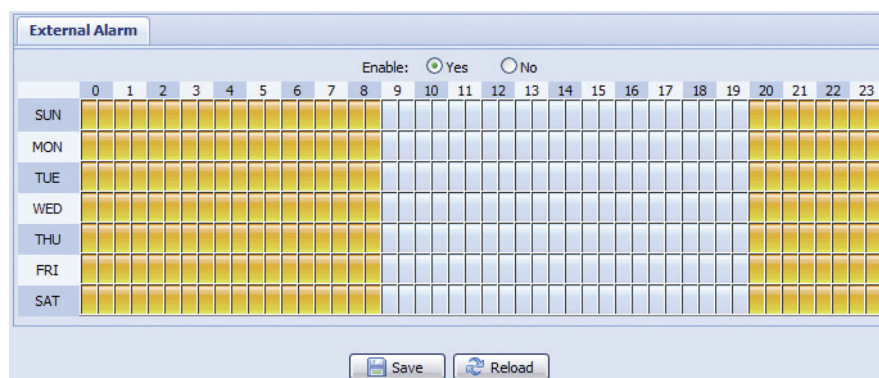 External Alarm
Enable: Yes No
0 1 2 3 4 5 6 7 8 9 10 11 12 13 14 15 16 17 18 19 20 21 22 23
SUN
MON
TUE
WED
THU
FRI
SAT
Save Reload